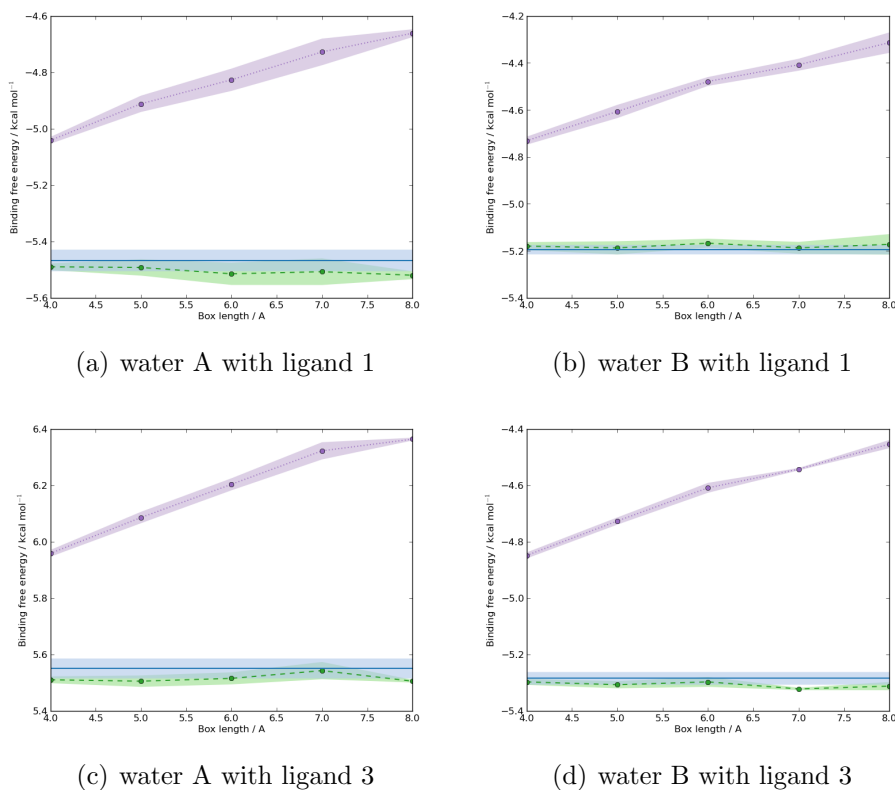 Binding free energy / kcal mol⁻¹
−4.6
−4.8
−5.0
−5.2
−5.4
−5.6
4.0 4.5 5.0 5.5 6.0 6.5 7.0 7.5 8.0
Box length / A
(a) water A with ligand 1
Binding free energy / kcal mol⁻¹
−4.2
−4.4
−4.6
−4.8
−5.0
−5.2
−5.4
4.0 4.5 5.0 5.5 6.0 6.5 7.0 7.5 8.0
Box length / A
(b) water B with ligand 1
Binding free energy / kcal mol⁻¹
6.4
6.2
6.0
5.8
5.6
5.4
4.0 4.5 5.0 5.5 6.0 6.5 7.0 7.5 8.0
Box length / A
(c) water A with ligand 3
Binding free energy / kcal mol⁻¹
−4.4
−4.6
−4.8
−5.0
−5.2
−5.4
4.0 4.5 5.0 5.5 6.0 6.5 7.0 7.5 8.0
Box length / A
(d) water B with ligand 3